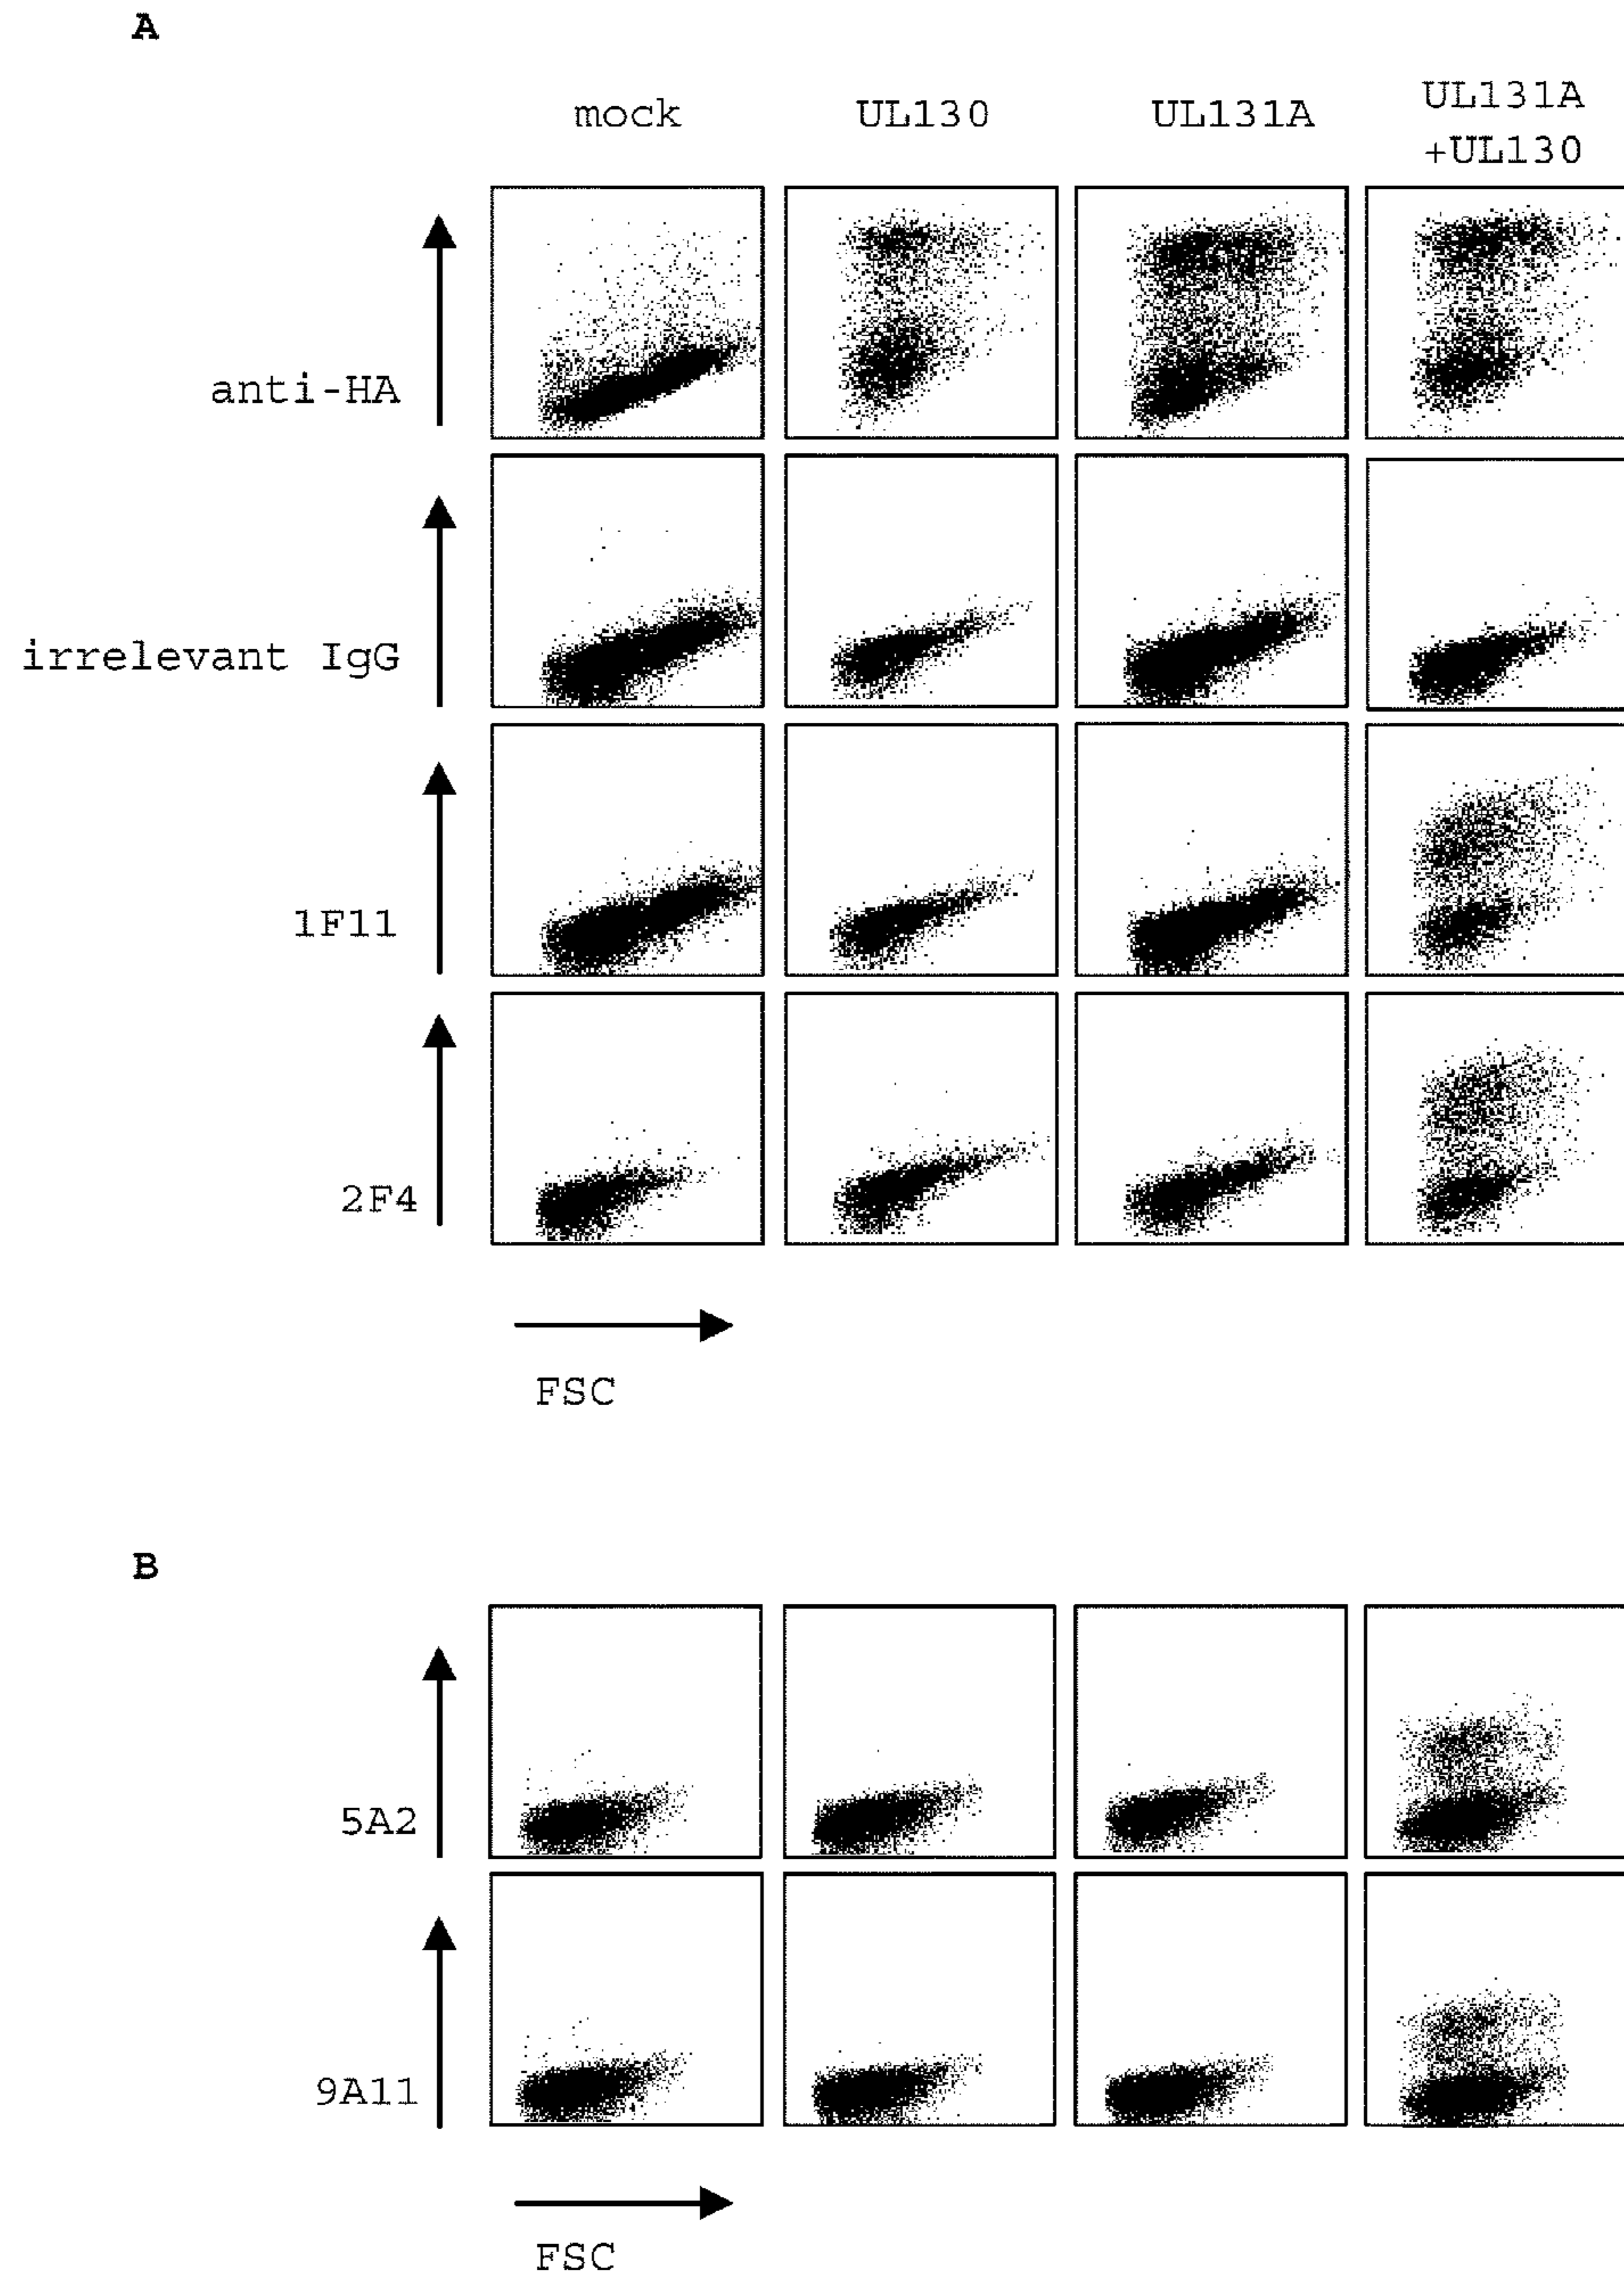 A
mock UL130 UL131A UL131A
+UL130
anti-HA
irrelevant IgG
1F11
2F4
FSC
B
5A2
9A11
FSC